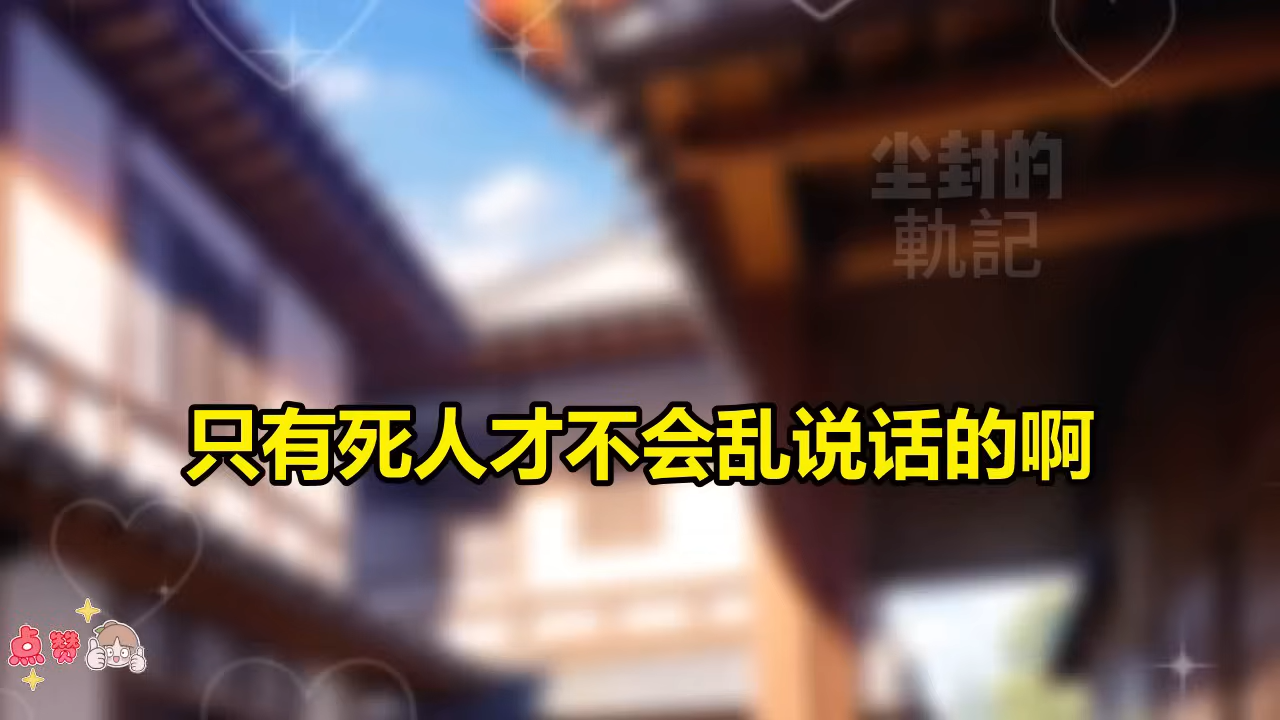 尘封的
軌記
只有死人才不会乱说话的啊
点赞